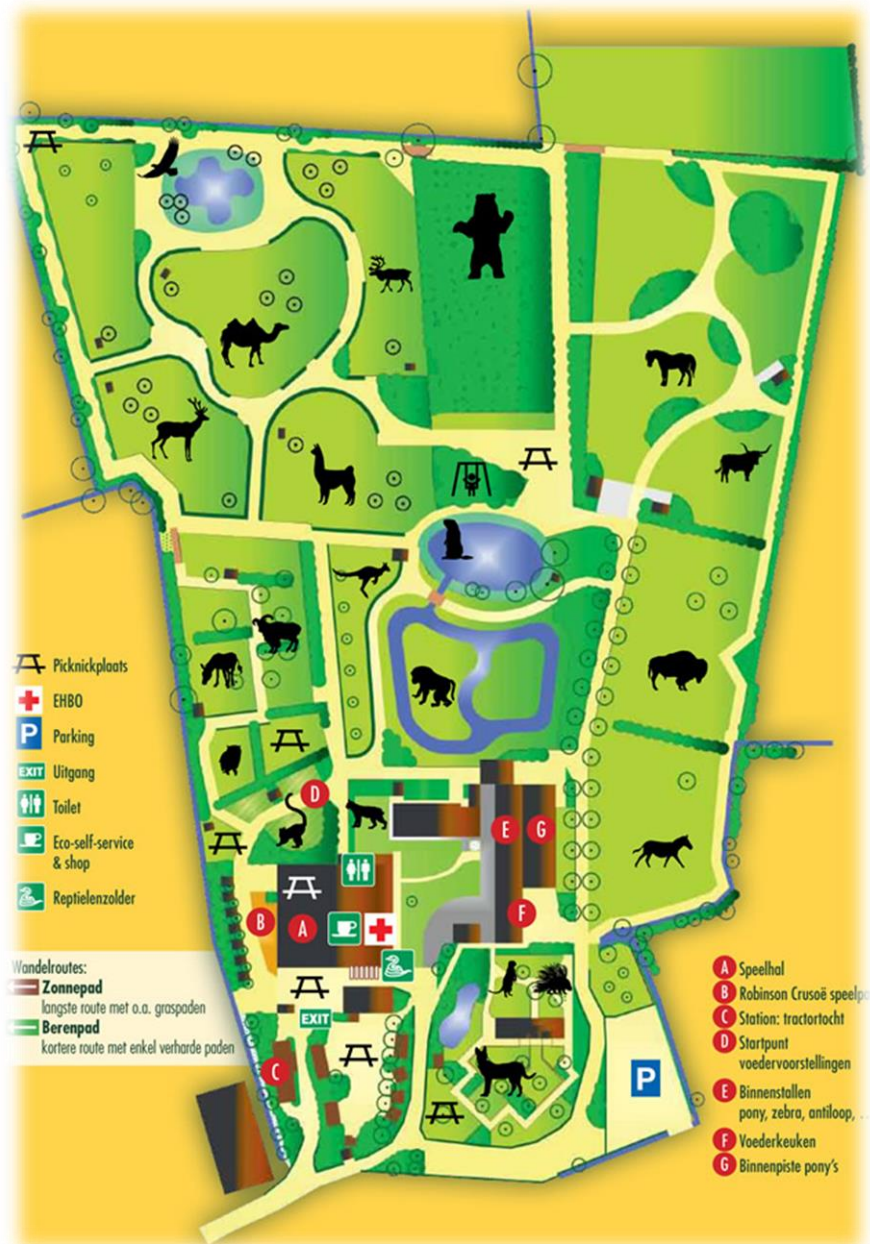 Picknickplaats
EHBO
P Parking
EXIT Uitgang
Toilet
Eco-self-service
& shop
Reptielenzolder
Wandelroutes:
Zonnepad
langste route met o.a. graspaden
Berenpad
kortere route met enkel verharde paden
D
E
G
B
A
F
EXIT
C
P
A Speelhal
B Robinson Crusoë speelpa
C Station: tractortocht
D Startpunt
voedervoorstellingen
E Binnenstallen
pony, zebra, antiloop, ...
F Voederkeuken
G Binnenpiste pony's